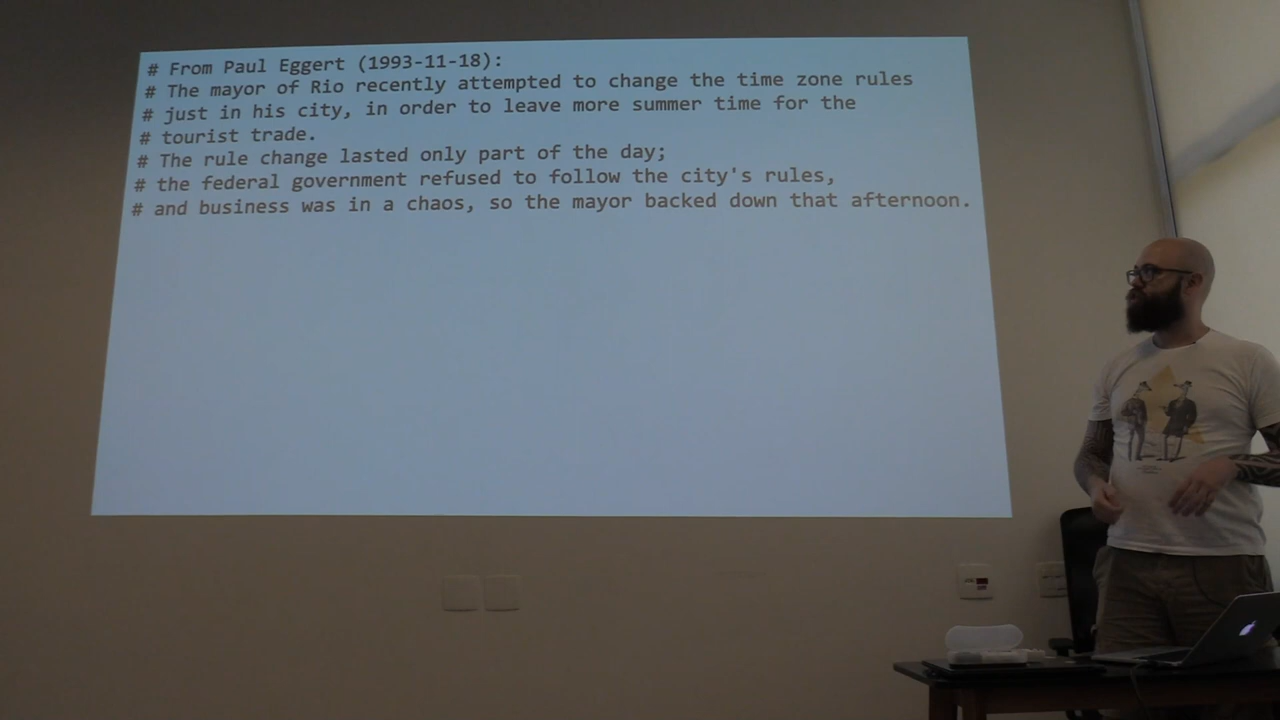 # From Paul Eggert (1993-11-18):
# The mayor of Rio recently attempted to change the time zone rules
# just in his city, in order to leave more summer time for the
# tourist trade.
# The rule change lasted only part of the day;
# the federal government refused to follow the city's rules,
# and business was in a chaos, so the mayor backed down that afternoon.